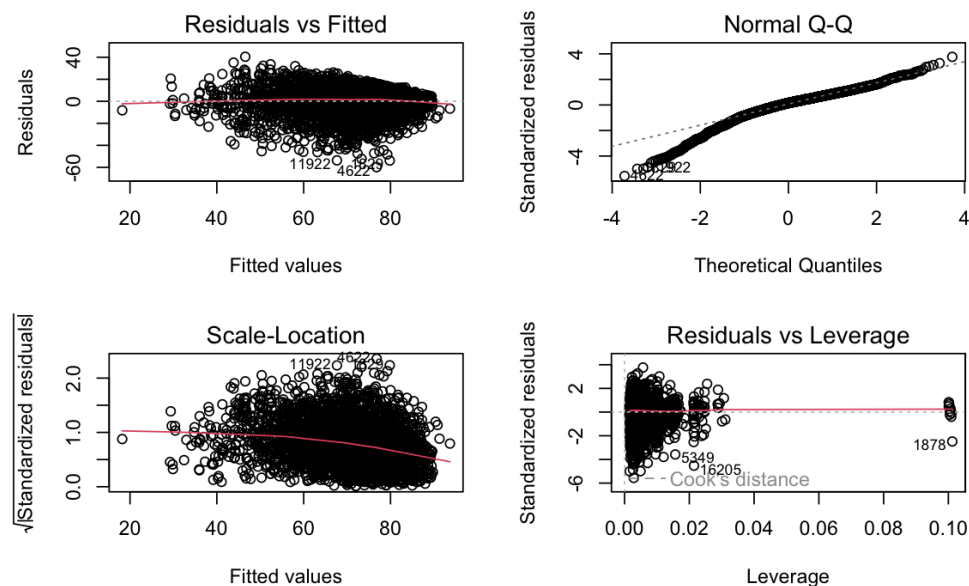 Residuals vs Fitted
Residuals
40
0
-60
11922
1829
4622
20 40 60 80
Fitted values
Normal Q-Q
Standardized residuals
4
0
-4
4622
-4 -2 0 2 4
Theoretical Quantiles
Scale-Location
√|Standardized residuals|
2.0
1.0
0.0
11922
4622
20 40 60 80
Fitted values
Residuals vs Leverage
Standardized residuals
2
-2
-6
1878
5349
16205
Cook's distance
0.00 0.02 0.04 0.06 0.08 0.10
Leverage